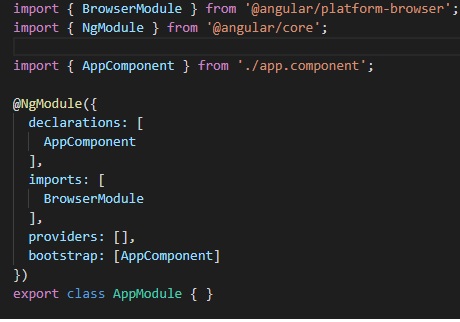 import { BrowserModule } from '@angular/platform-browser';
import { NgModule } from '@angular/core';
import { AppComponent } from './app.component';
@NgModule({
declarations: [
AppComponent
],
imports: [
BrowserModule
],
providers: [],
bootstrap: [AppComponent]
})
export class AppModule { }